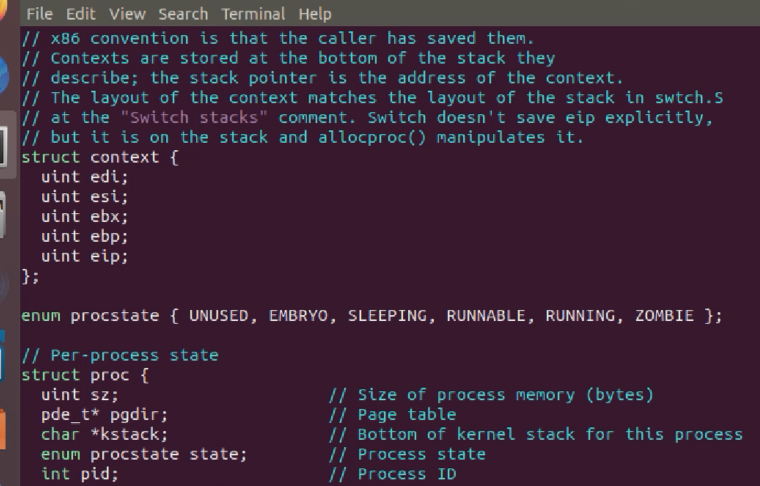 File Edit View Search Terminal Help
// x86 convention is that the caller has saved them.
// Contexts are stored at the bottom of the stack they
// describe; the stack pointer is the address of the context.
// The layout of the context matches the layout of the stack in swtch.S
// at the "Switch stacks" comment. Switch doesn't save eip explicitly,
// but it is on the stack and allocproc() manipulates it.
struct context {
  uint edi;
  uint esi;
  uint ebx;
  uint ebp;
  uint eip;
};

enum procstate { UNUSED, EMBRYO, SLEEPING, RUNNABLE, RUNNING, ZOMBIE };

// Per-process state
struct proc {
  uint sz;                     // Size of process memory (bytes)
  pde_t* pgdir;                // Page table
  char *kstack;                // Bottom of kernel stack for this process
  enum procstate state;        // Process state
  int pid;                     // Process ID